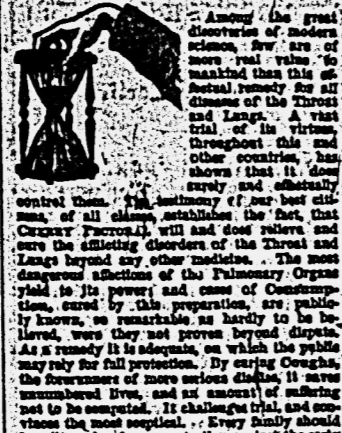 Among the great
discoveries of modern
science, few are of
more real value to
mankind than this ef-
fectual remedy for all
diseases of the Throat
and Lungs. A vast
trial of its virtues,
throughout this and
other countries, has
shown that it does
surely and effectually
control them. The testimony of our best citi-
zens, of all classes, establishes the fact, that
CHERRY PECTORAL will and does relieve and
cure the afflicting disorders of the Throat and
Lungs beyond any other medicine. The most
dangerous affections of the Pulmonary Organs
yield to its power; and cases of Consump-
tion, cured by this preparation, are public-
ly known, so remarkable as hardly to be be-
lieved, were they not proven beyond dispute.
As a remedy it is adequate, on which the public
may rely for full protection. By curing Coughs,
the forerunners of more serious disease, it saves
unnumbered lives, and an amount of suffering
not to be computed. It challenges trial, and con-
vinces the most sceptical. Every family should